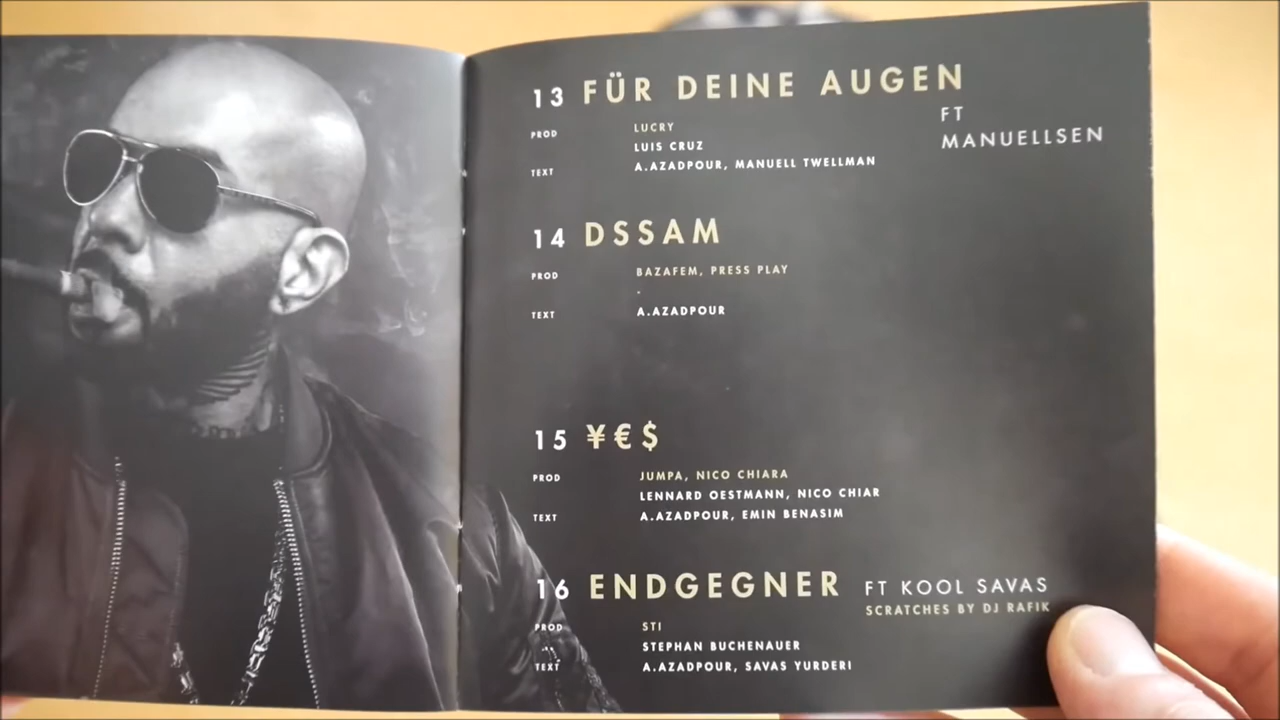 13 FÜR DEINE AUGEN
FT
MANUELLSEN
PROD LUCRY
LUIS CRUZ
TEXT A.AZADPOUR, MANUELL TWELLMAN
14 DSSAM
PROD BAZAFEM, PRESS PLAY
TEXT A.AZADPOUR
15 ¥€$
PROD JUMPA, NICO CHIARA
LENNARD OESTMANN, NICO CHIAR
TEXT A.AZADPOUR, EMIN BENASIM
16 ENDGEGNER FT KOOL SAVAS
SCRATCHES BY DJ RAFIK
PROD STI
STEPHAN BUCHENAUER
TEXT A.AZADPOUR, SAVAS YURDERI